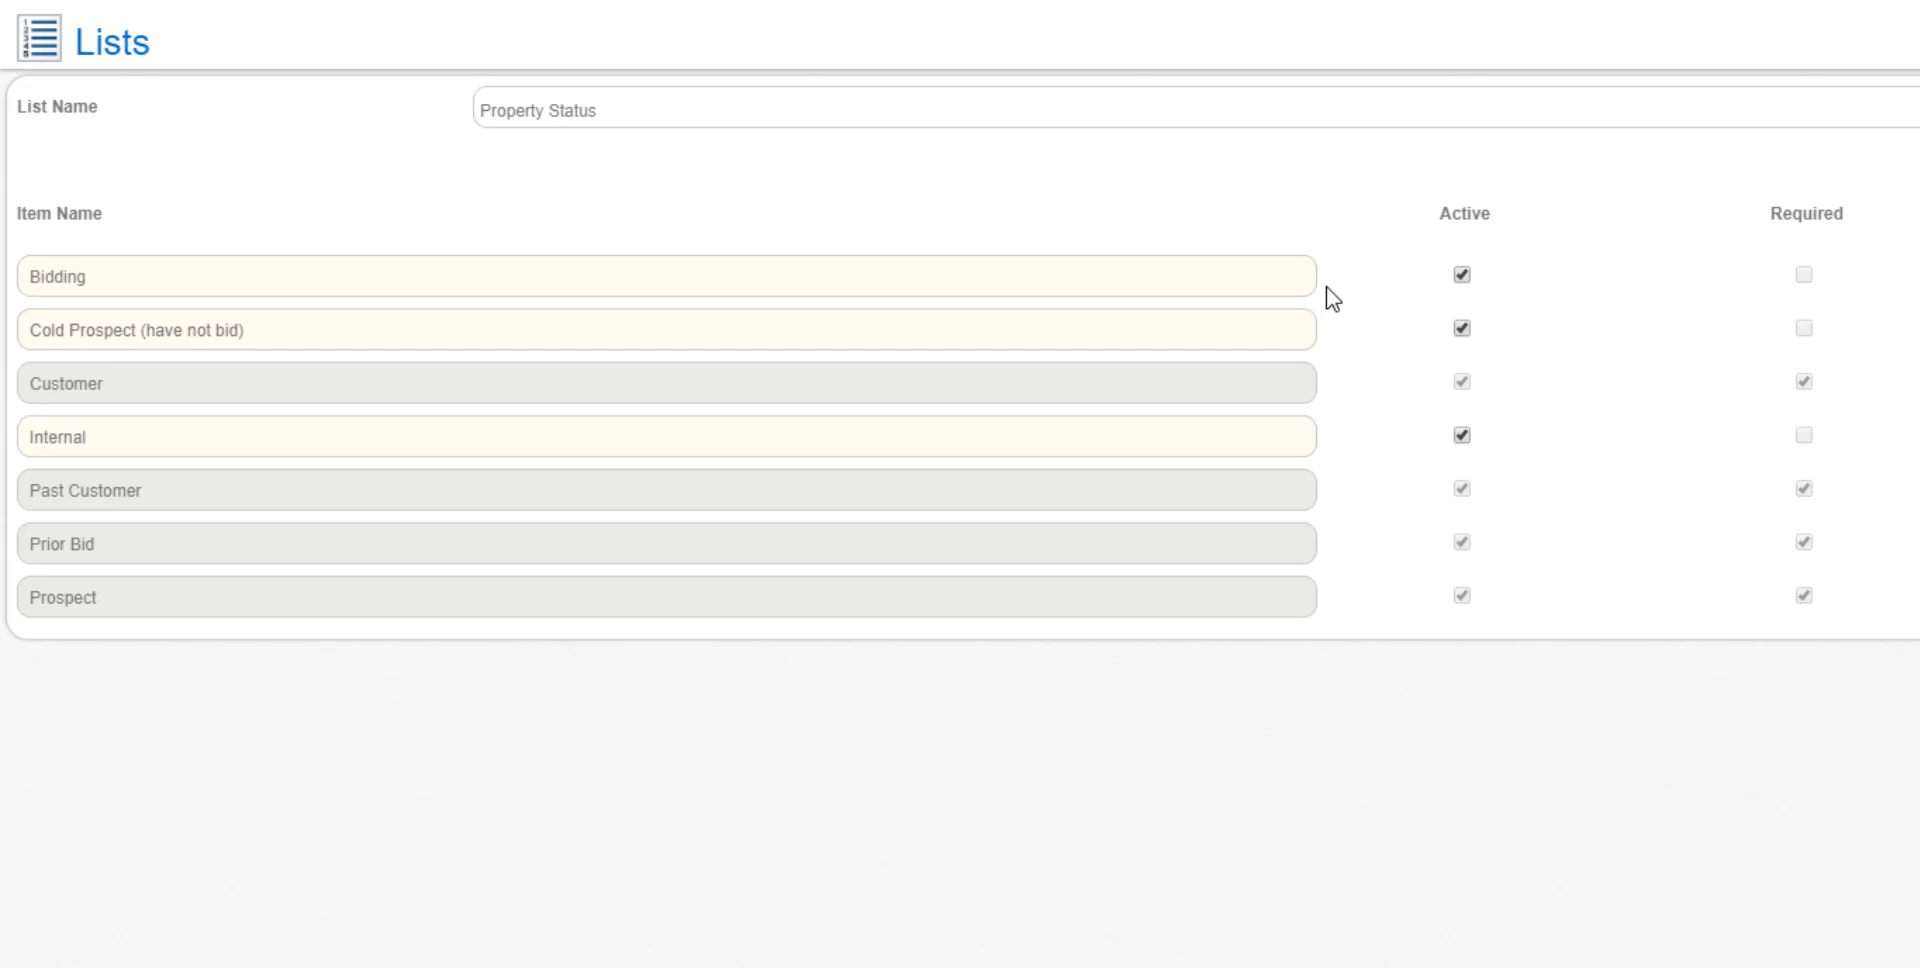 Lists
List Name
Property Status
Item Name Active Required
Bidding
Cold Prospect (have not bid)
Customer
Internal
Past Customer
Prior Bid
Prospect